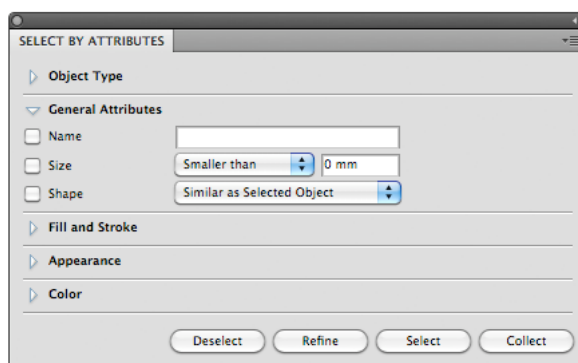 SELECT BY ATTRIBUTES
Object Type
General Attributes
Name
Size Smaller than 0 mm
Shape Similar as Selected Object
Fill and Stroke
Appearance
Color
Deselect Refine Select Collect